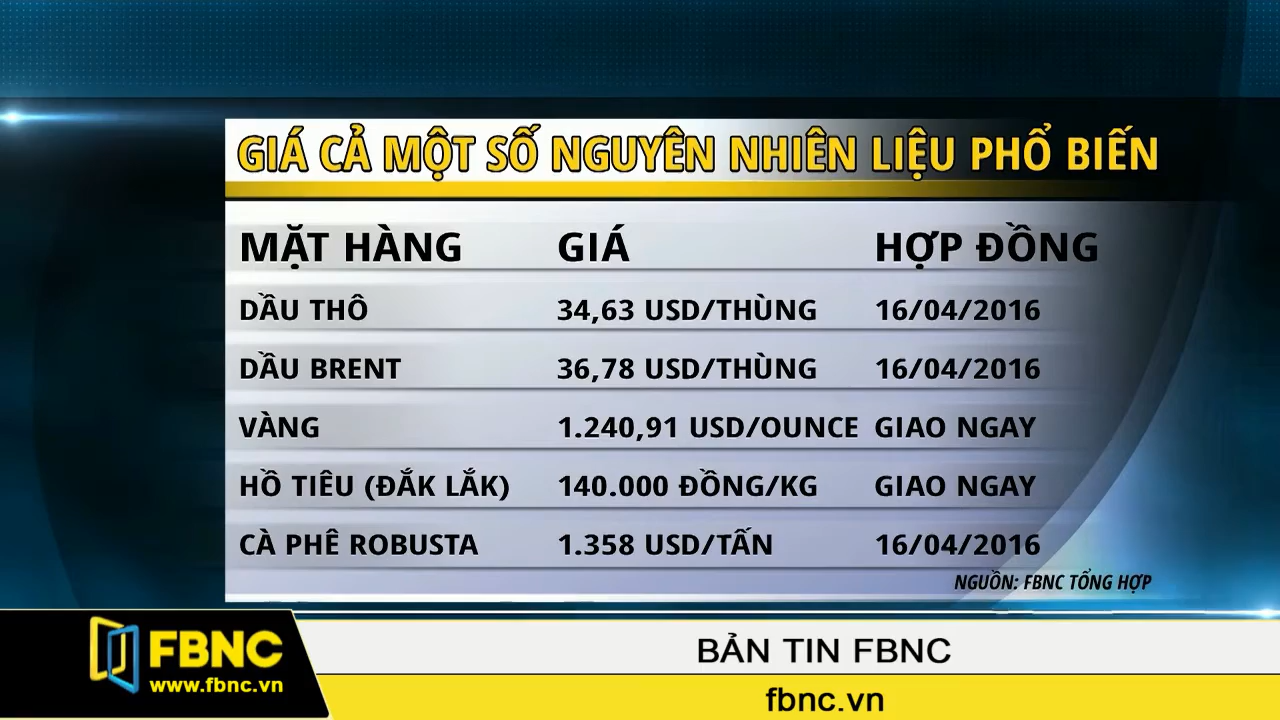 GIÁ CẢ MỘT SỐ NGUYÊN NHIÊN LIỆU PHỔ BIẾN
MẶT HÀNG GIÁ HỢP ĐỒNG
DẦU THÔ 34,63 USD/THÙNG 16/04/2016
DẦU BRENT 36,78 USD/THÙNG 16/04/2016
VÀNG 1.240,91 USD/OUNCE GIAO NGAY
HỒ TIÊU (ĐẮK LẮK) 140.000 ĐỒNG/KG GIAO NGAY
CÀ PHÊ ROBUSTA 1.358 USD/TẤN 16/04/2016
NGUỒN: FBNC TỔNG HỢP
FBNC
www.fbnc.vn
BẢN TIN FBNC
fbnc.vn